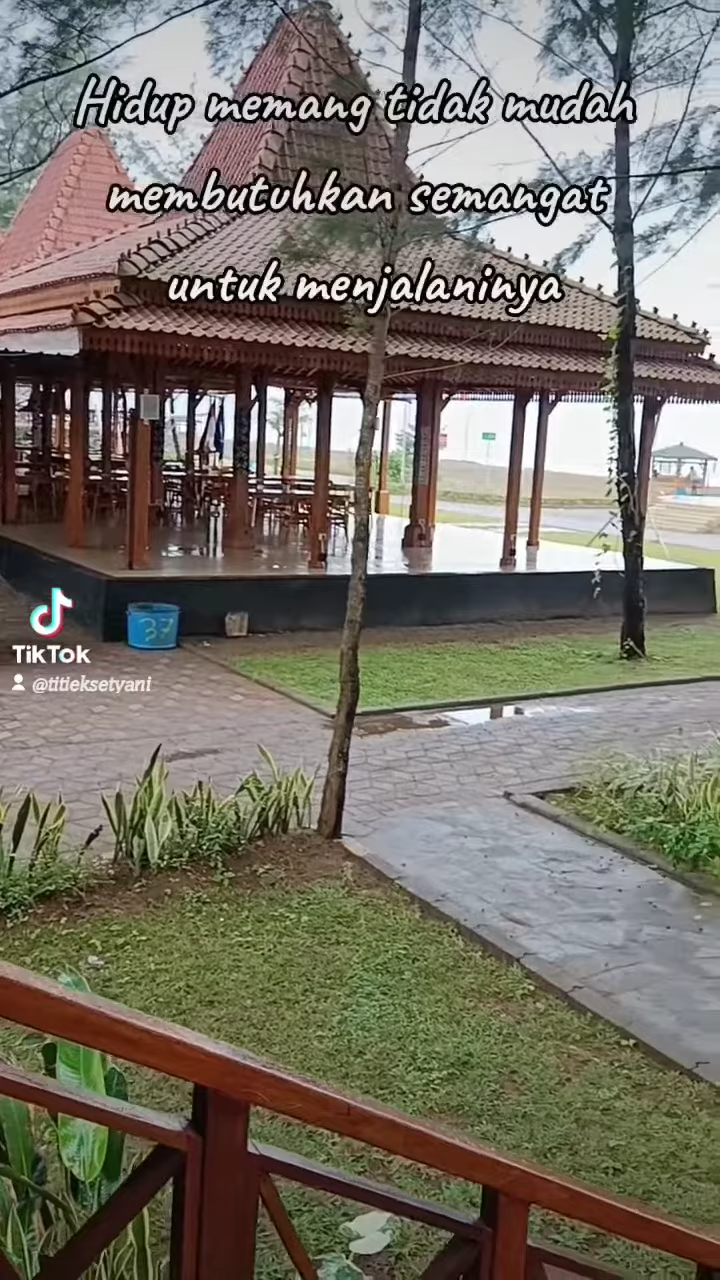 Hidup memang tidak mudah
membutuhkan semangat
untuk menjalaninya
37
TikTok
@titieksetyani